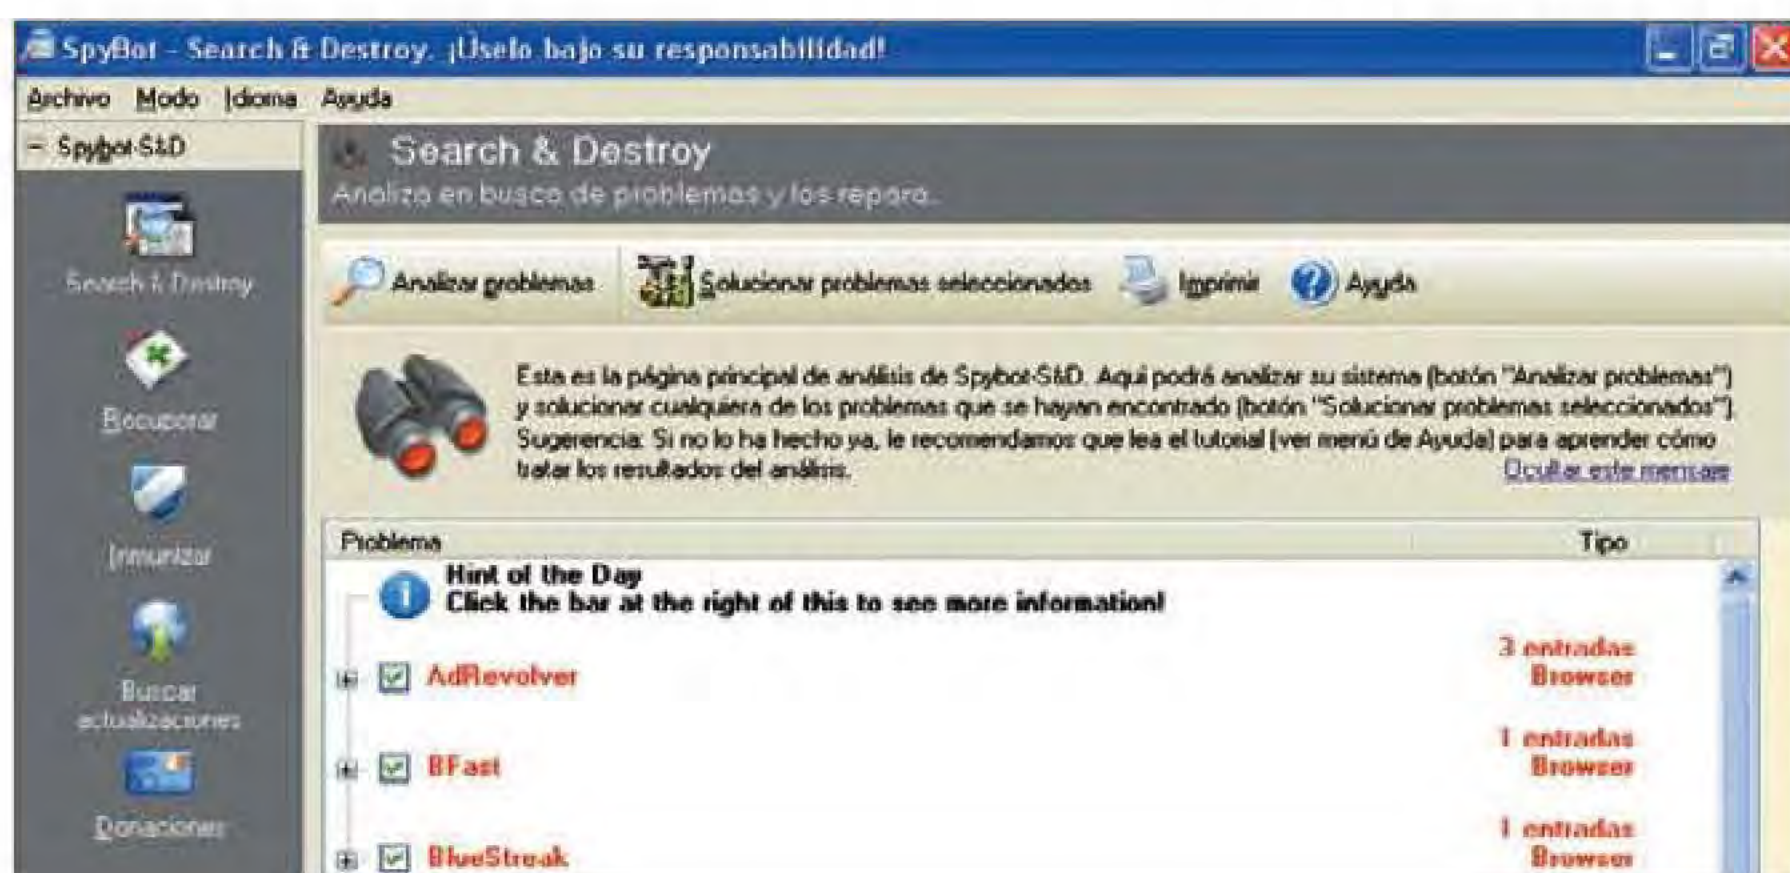 SpyBot - Search & Destroy. ¡Úselo bajo su responsabilidad!
Archivo Modo Idioma Ayuda
Spybot-S&D
Search & Destroy
Analiza en busca de problemas y los repara.
Search & Destroy
Recuperar
Inmunizar
Buscar
actualizaciones
Donaciones
Analizar problemas Solucionar problemas seleccionados Imprimir Ayuda
Esta es la página principal de análisis de Spybot-S&D. Aquí podrá analizar su sistema (botón "Analizar problemas")
y solucionar cualquiera de los problemas que se hayan encontrado (botón "Solucionar problemas seleccionados")
Sugerencia: Si no lo ha hecho ya, le recomendamos que lea el tutorial (ver menú de Ayuda) para aprender cómo
tratar los resultados del análisis.
Ocultar este mensaje
Problema Tipo
Hint of the Day
Click the bar at the right of this to see more information!
3 entradas
AdRevolver Browser
1 entradas
BFast Browser
1 entradas
BlueStreak Browser